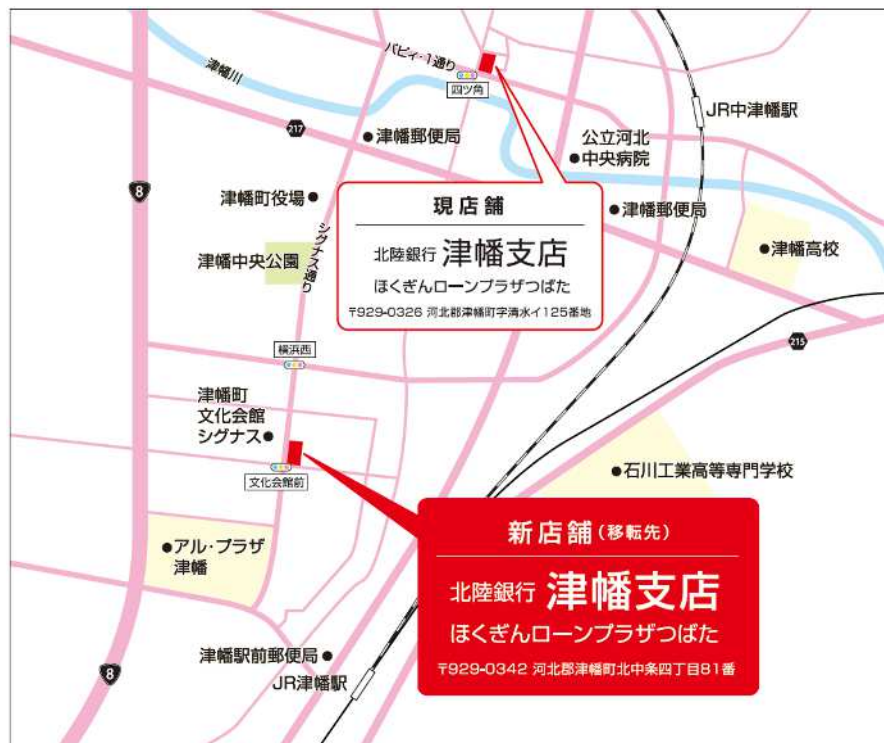 パピィ・1通り
津幡川
四ツ角
JR中津幡駅
217
津幡郵便局
公立河北
中央病院
8
津幡町役場
現店舗
北陸銀行 津幡支店
ほくぎんローンプラザつばた
〒929-0326 河北郡津幡町字清水イ125番地
津幡郵便局
津幡高校
シグナス通り
津幡中央公園
215
横浜西
津幡町
文化会館
シグナス
文化会館前
石川工業高等専門学校
新店舗(移転先)
北陸銀行 津幡支店
ほくぎんローンプラザつばた
〒929-0342 河北郡津幡町北中条四丁目81番
アル・プラザ
津幡
津幡駅前郵便局
JR津幡駅
8